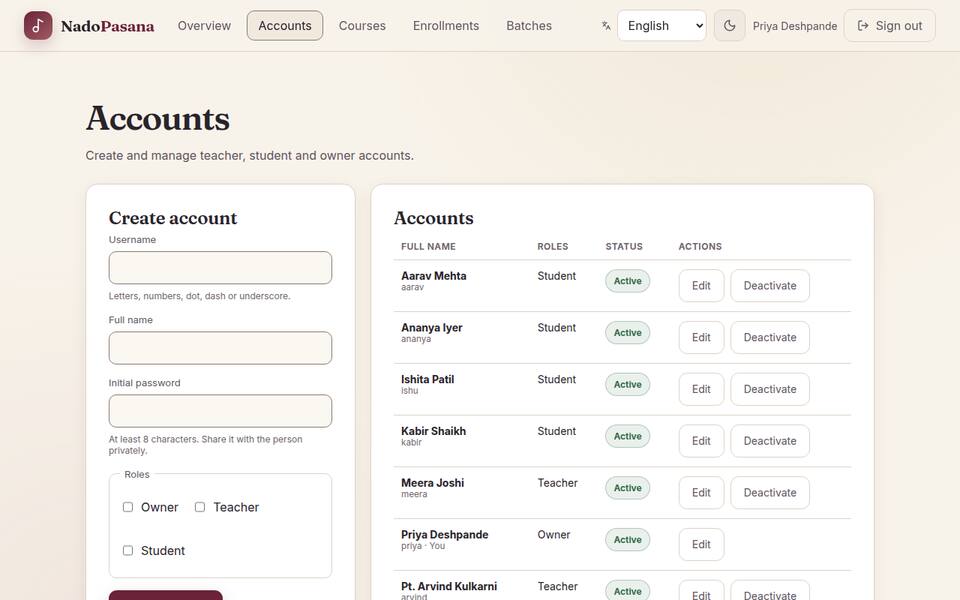 NadoPasana
Overview
Accounts
Courses
Enrollments
Batches
English
Priya Deshpande
Sign out
Accounts
Create and manage teacher, student and owner accounts.
Create account
Username
Letters, numbers, dot, dash or underscore.
Full name
Initial password
At least 8 characters. Share it with the person
privately.
Roles
Owner
Teacher
Student
Accounts
FULL NAME ROLES STATUS ACTIONS
Aarav Mehta Student Active Edit Deactivate
aarav
Ananya Iyer Student Active Edit Deactivate
ananya
Ishita Patil Student Active Edit Deactivate
ishu
Kabir Shaikh Student Active Edit Deactivate
kabir
Meera Joshi Teacher Active Edit Deactivate
meera
Priya Deshpande Owner Active Edit
priya · You
Pt. Arvind Kulkarni Teacher Active Edit Deactivate
arvind